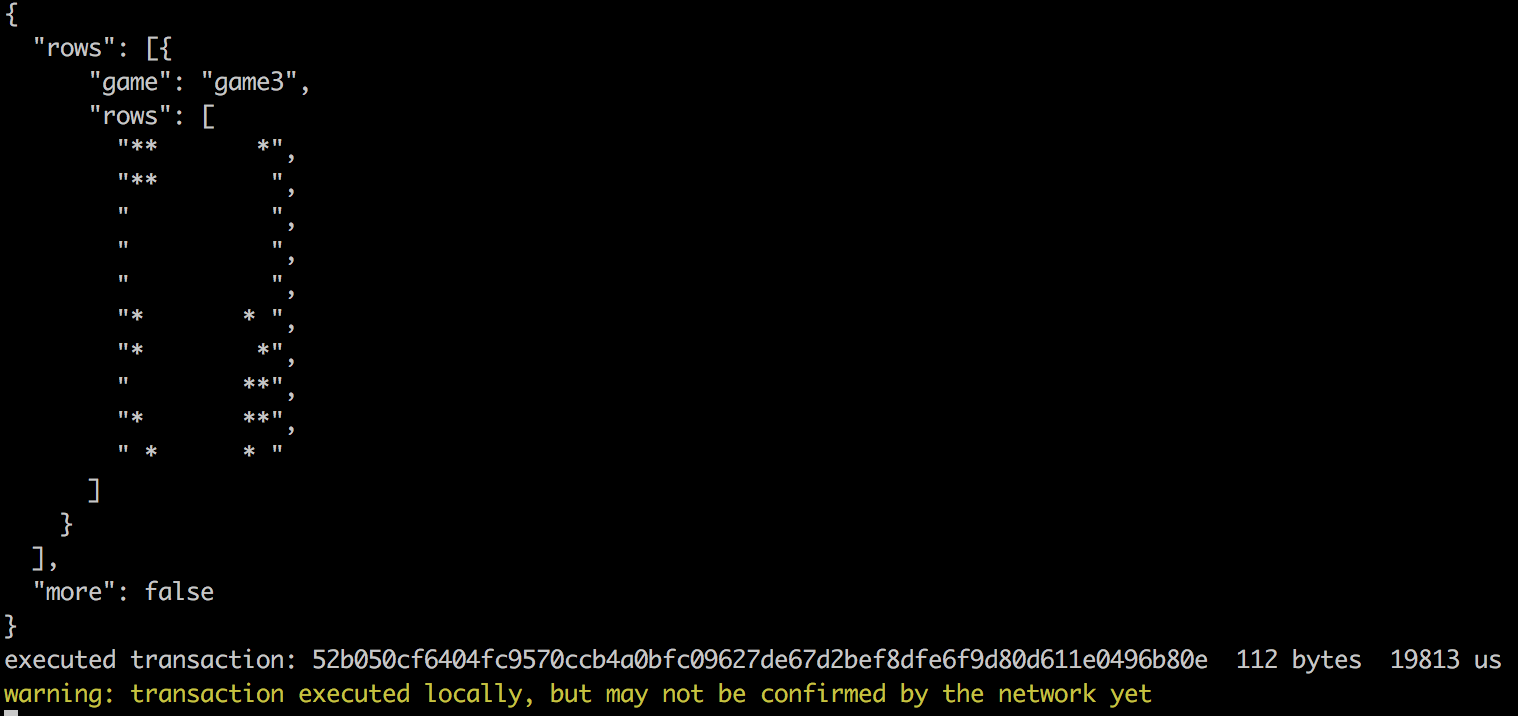 {
  "rows": [{
      "game": "game3",
      "rows": [
        "**       *",
        "**        ",
        "          ",
        "          ",
        "          ",
        "*       * ",
        "*        *",
        "        **",
        "*       **",
        " *      * "
      ]
    }
  ],
  "more": false
}
executed transaction: 52b050cf6404fc9570ccb4a0bfc09627de67d2bef8dfe6f9d80d611e0496b80e  112 bytes  19813 us
warning: transaction executed locally, but may not be confirmed by the network yet